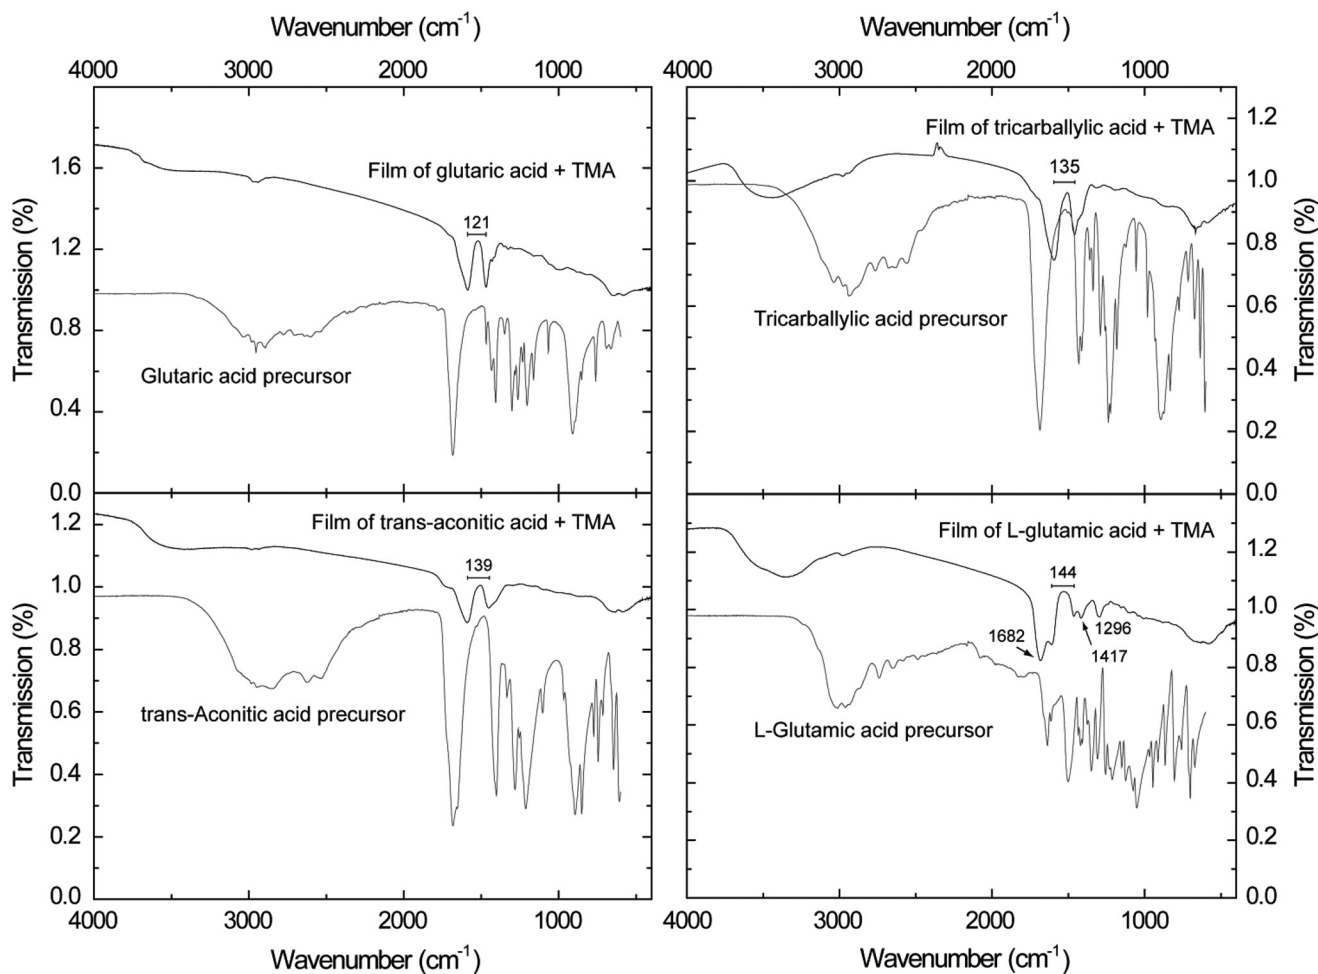 Wavenumber (cm-1)
Wavenumber (cm-1)
4000 3000 2000 1000
4000 3000 2000 1000
Transmission (%)
1.6
1.2
0.8
0.4
0.0
Film of glutaric acid + TMA
121
Glutaric acid precursor
Film of tricarballylic acid + TMA
135
Tricarballylic acid precursor
1.2
1.0
0.8
0.6
0.4
0.2
0.0
Transmission (%)
Transmission (%)
1.2
1.0
0.8
0.6
0.4
0.2
0.0
Film of trans-aconitic acid + TMA
139
trans-Aconitic acid precursor
Film of L-glutamic acid + TMA
144
1682
1296
1417
L-Glutamic acid precursor
1.2
1.0
0.8
0.6
0.4
0.2
0.0
Transmission (%)
4000 3000 2000 1000
4000 3000 2000 1000
Wavenumber (cm-1)
Wavenumber (cm-1)